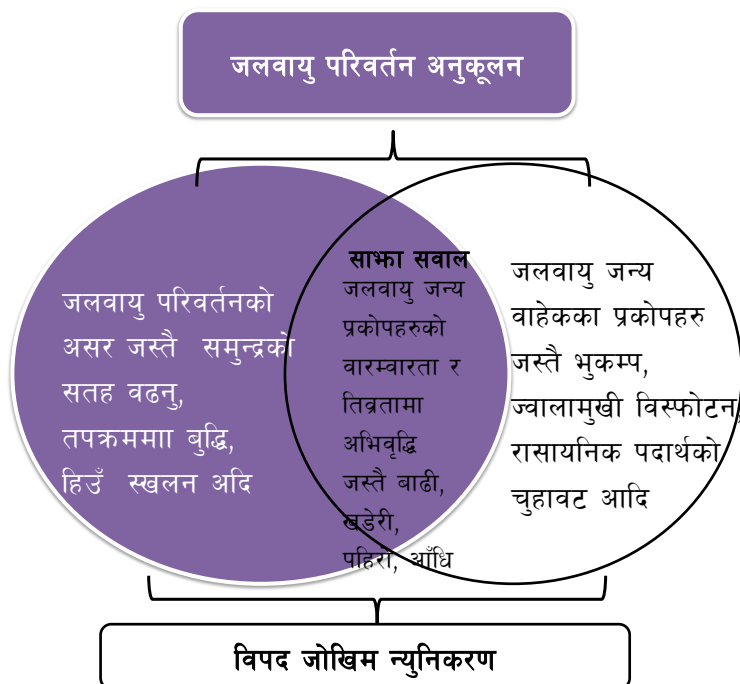 जलवायु परिवर्तन अनुकूलन
जलवायु परिवर्तनको
असर जस्तै समुन्द्रको
सतह वढनु,
तपक्रममाा बुद्धि,
हिउँ स्खलन अदि
साझा सवाल
जलवायु जन्य
प्रकोपहरुको
वारम्वारता र
तिव्रतामा
अभिवृद्धि
जस्तै बाढी,
खडेरी,
पहिरो, आँधि
जलवायु जन्य
वाहेकका प्रकोपहरु
जस्तै भुकम्प,
ज्वालामुखी विस्फोटन,
रासायनिक पदार्थको
चुहावट आदि
विपद जोखिम न्युनिकरण